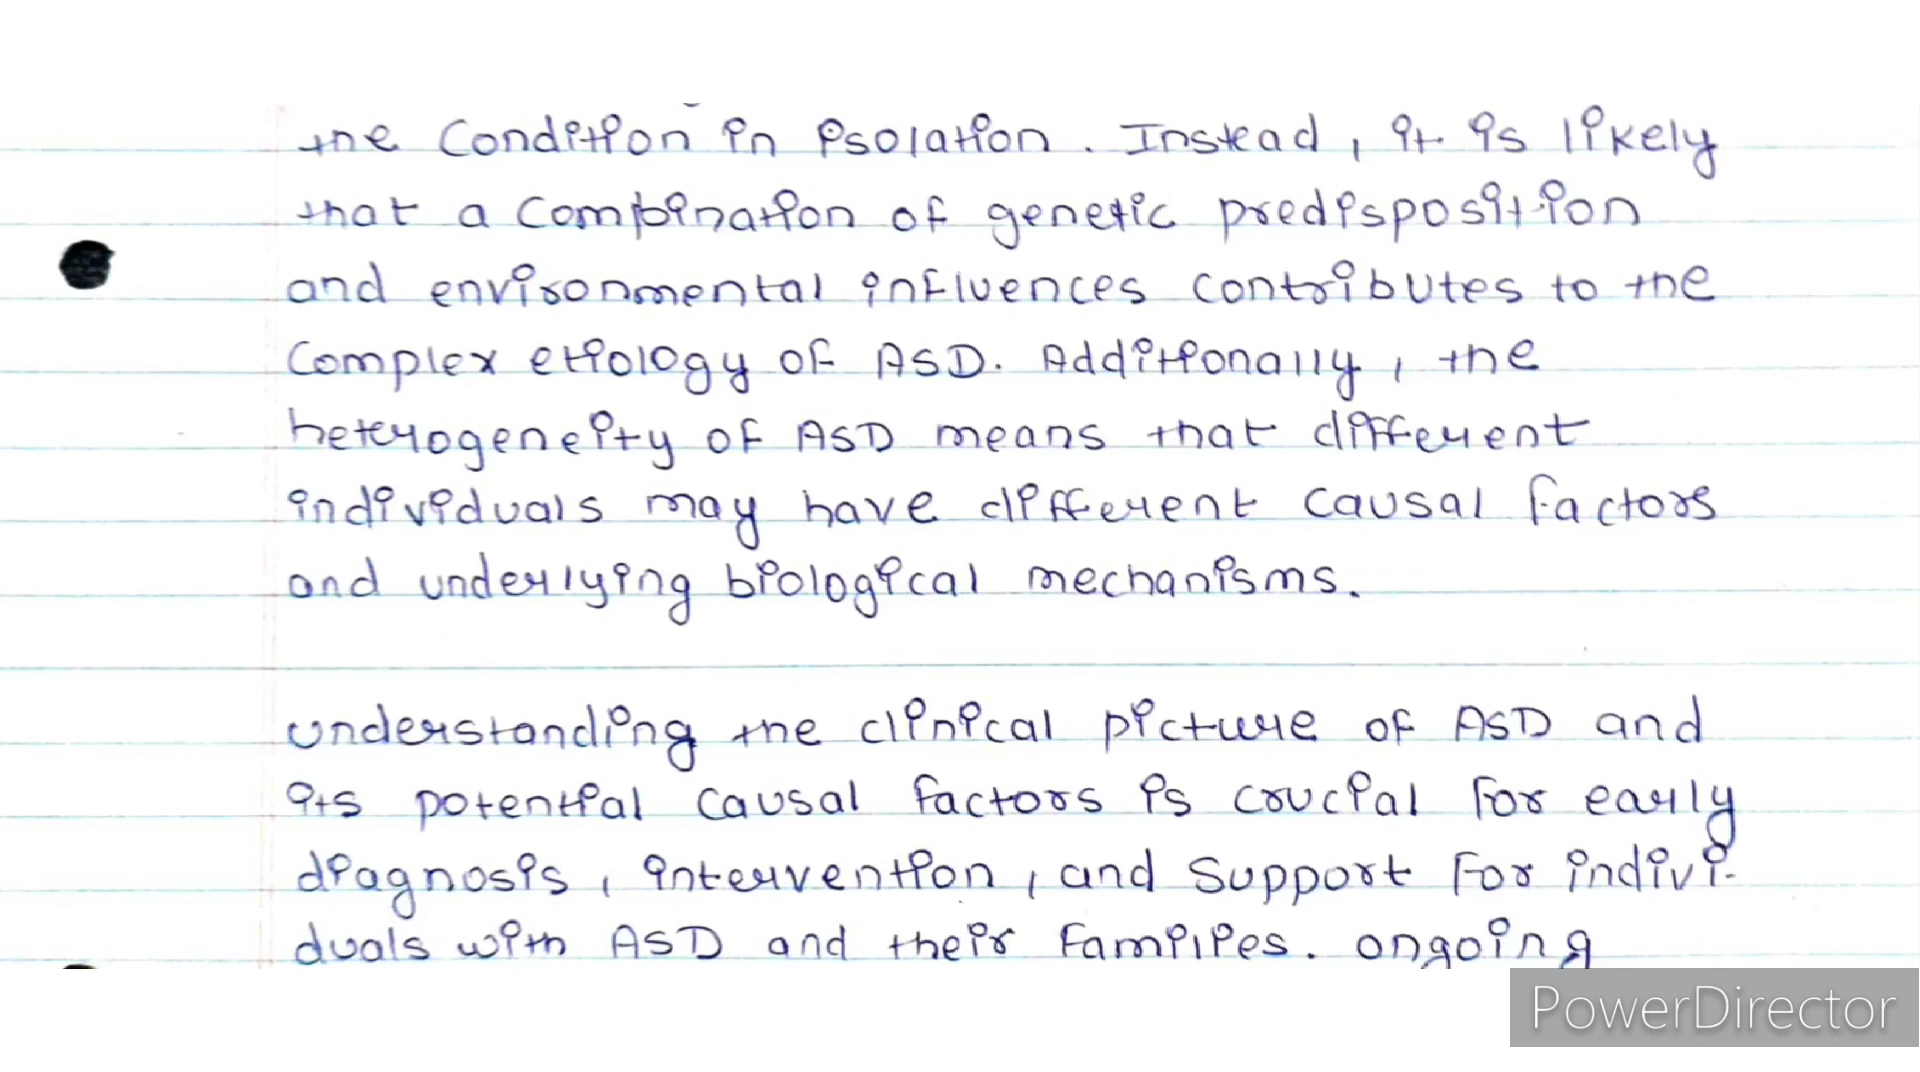 the Condition in isolation. Instead, it is likely
that a Combination of genetic predisposition
and environmental influences contributes to the
Complex etiology of ASD. Additionally, the
heterogeneity of ASD means that different
individuals may have different Causal factors
and underlying biological mechanisms.
understanding the clinical picture of ASD and
its potential Causal factors is crucial For early
diagnosis, intervention, and Support For indivi-
duals with ASD and their Families. ongoing
PowerDirector